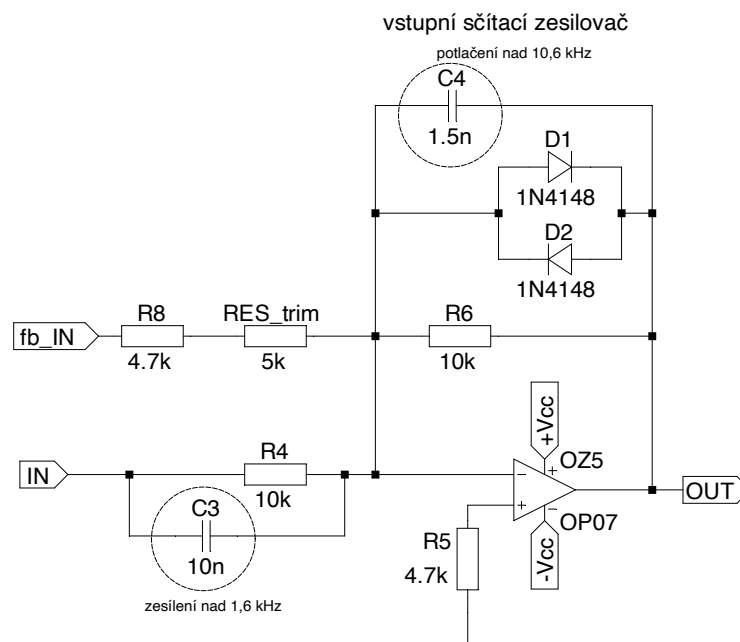 vstupní sčítací zesilovač
potlačení nad 10,6 kHz
C4
1.5n
D1
1N4148
D2
1N4148
R8
RES_trim
R6
fb_IN
4.7k
5k
10k
+Vcc
R4
OZ5
IN
+
−
10k
+
−
OUT
C3
OP07
R5
-Vcc
10n
4.7k
zesílení nad 1,6 kHz